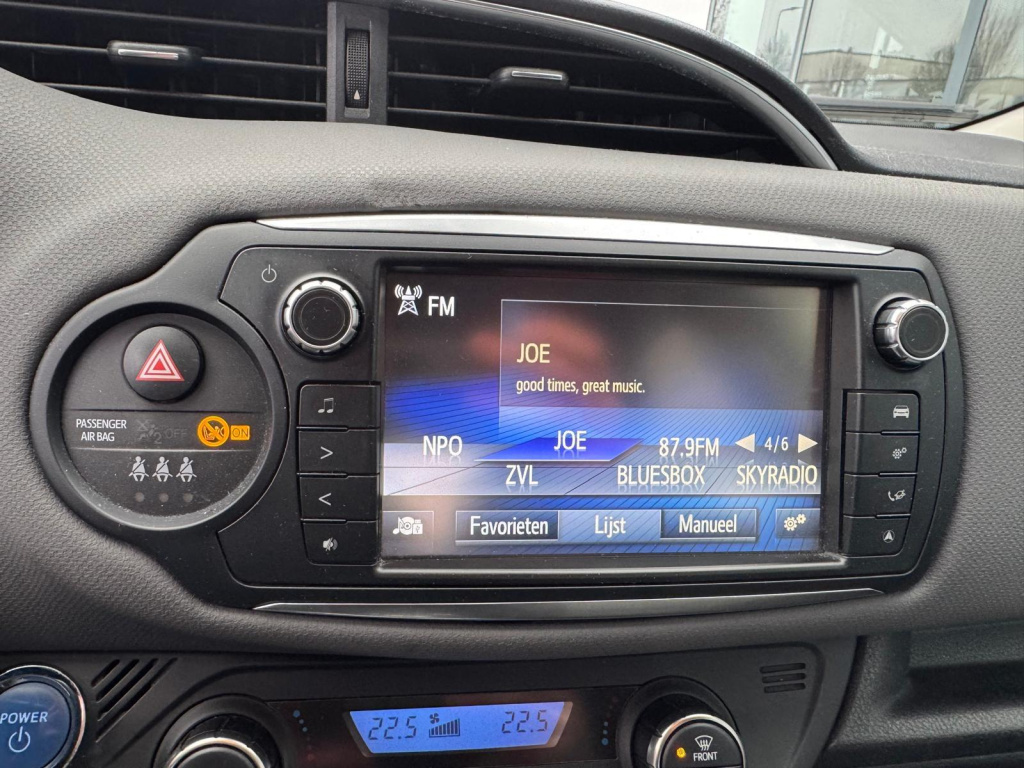 FM
JOE
good times, great music.
PASSENGER
AIR BAG
2 OFF
ON
NPO JOE 87.9FM 4/6
ZVL BLUESBOX SKYRADIO
Favorieten Lijst Manueel
POWER
22.5 22.5
FRONT